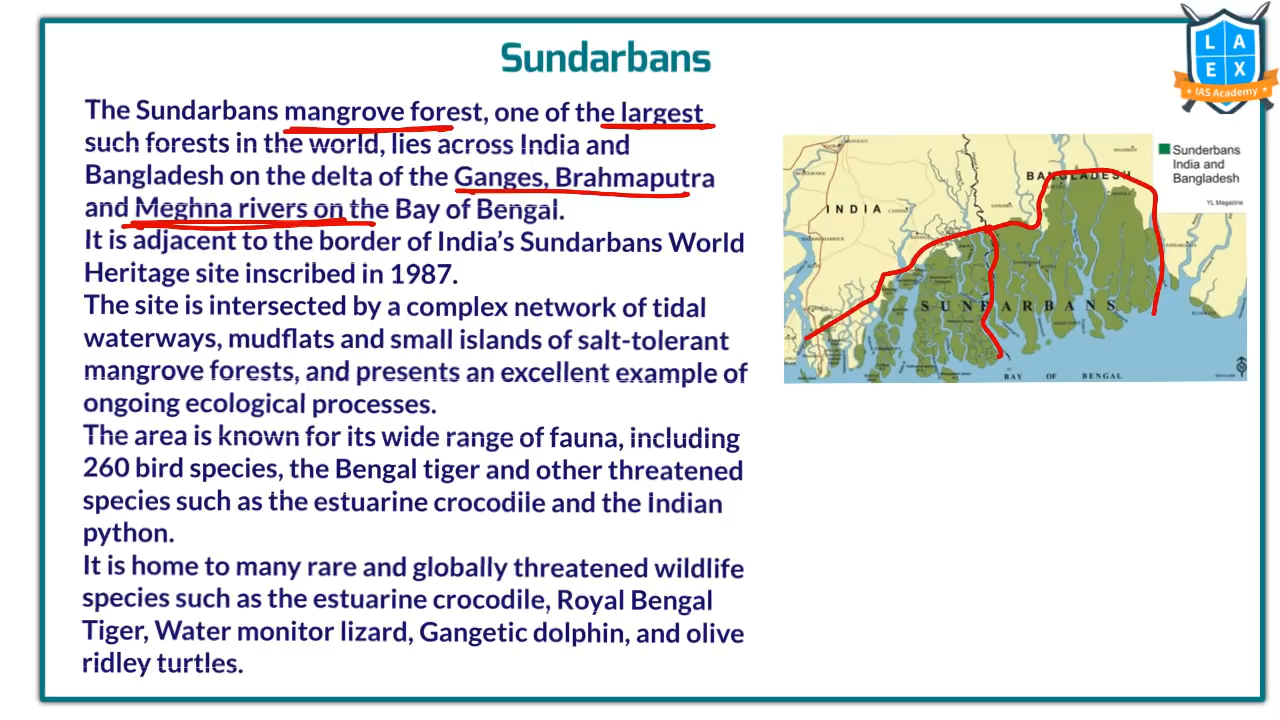 Sundarbans
L A
E X
IAS Academy
The Sundarbans mangrove forest, one of the largest
such forests in the world, lies across India and
Bangladesh on the delta of the Ganges, Brahmaputra
and Meghna rivers on the Bay of Bengal.
It is adjacent to the border of India’s Sundarbans World
Heritage site inscribed in 1987.
The site is intersected by a complex network of tidal
waterways, mudflats and small islands of salt-tolerant
mangrove forests, and presents an excellent example of
ongoing ecological processes.
The area is known for its wide range of fauna, including
260 bird species, the Bengal tiger and other threatened
species such as the estuarine crocodile and the Indian
python.
It is home to many rare and globally threatened wildlife
species such as the estuarine crocodile, Royal Bengal
Tiger, Water monitor lizard, Gangetic dolphin, and olive
ridley turtles.
Sunderbans
India and
Bangladesh
YL Magazine
BANGLADESH
INDIA
SUNDARBANS
BAY OF BENGAL